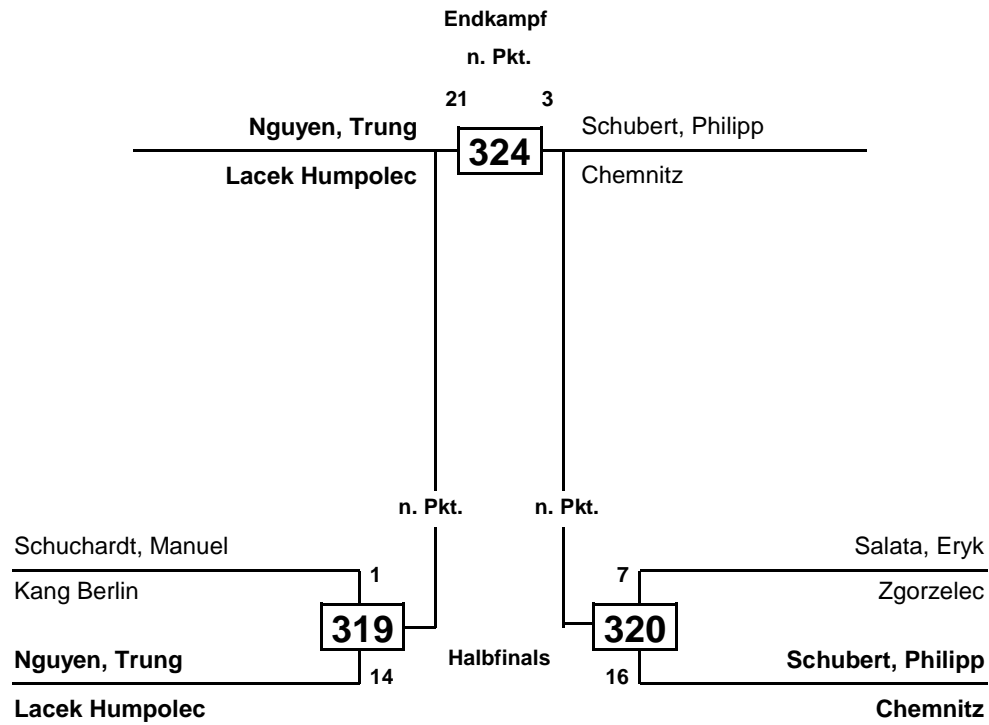 Endkampf
n. Pkt.
21 3
Nguyen, Trung 324 Schubert, Philipp
Lacek Humpolec Chemnitz
n. Pkt. n. Pkt.
Schuchardt, Manuel Salata, Eryk
Kang Berlin 1 7 Zgorzelec
319 320
Nguyen, Trung 14 Halbfinals 16 Schubert, Philipp
Lacek Humpolec Chemnitz